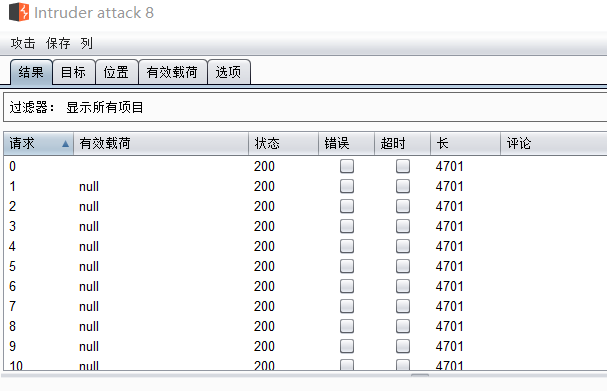 Intruder attack 8
攻击 保存 列
结果 目标 位置 有效载荷 选项
过滤器： 显示所有项目
请求 有效载荷 状态 错误 超时 长 评论
0 200 4701
1 null 200 4701
2 null 200 4701
3 null 200 4701
4 null 200 4701
5 null 200 4701
6 null 200 4701
7 null 200 4701
8 null 200 4701
9 null 200 4701
10 null 200 4701